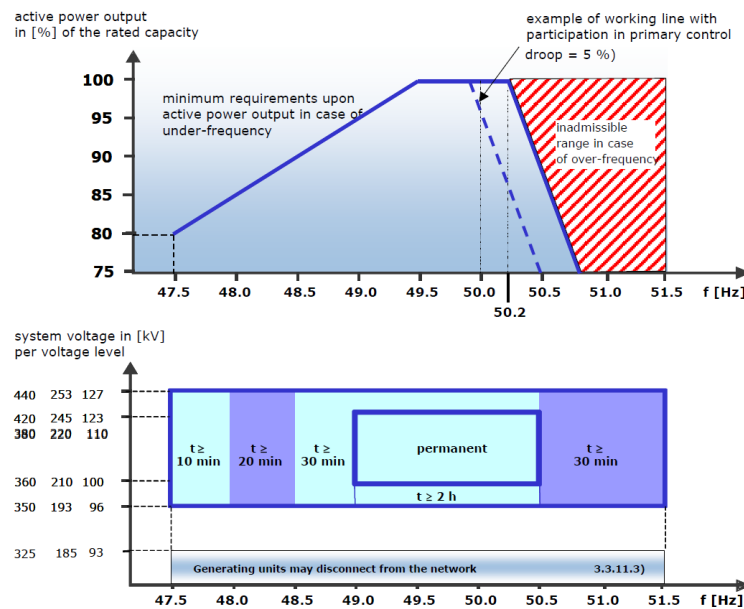 active power output
in [%] of the rated capacity
example of working line with
participation in primary control
droop = 5 %)
100
95
90
85
80
75
minimum requirements upon
active power output in case of
under-frequency
inadmissible
range in case
of over-frequency
47.5 48.0 48.5 49.0 49.5 50.0 50.5 51.0 51.5 f [Hz]
50.2
system voltage in [kV]
per voltage level
440 253 127
420 245 123
380 220 110
360 210 100
350 193 96
325 185 93
t ≥
10 min
t ≥
20 min
t ≥
30 min
permanent
t ≥ 2 h
t ≥
30 min
Generating units may disconnect from the network 3.3.11.3)
47.5 48.0 48.5 49.0 49.5 50.0 50.5 51.0 51.5 f [Hz]